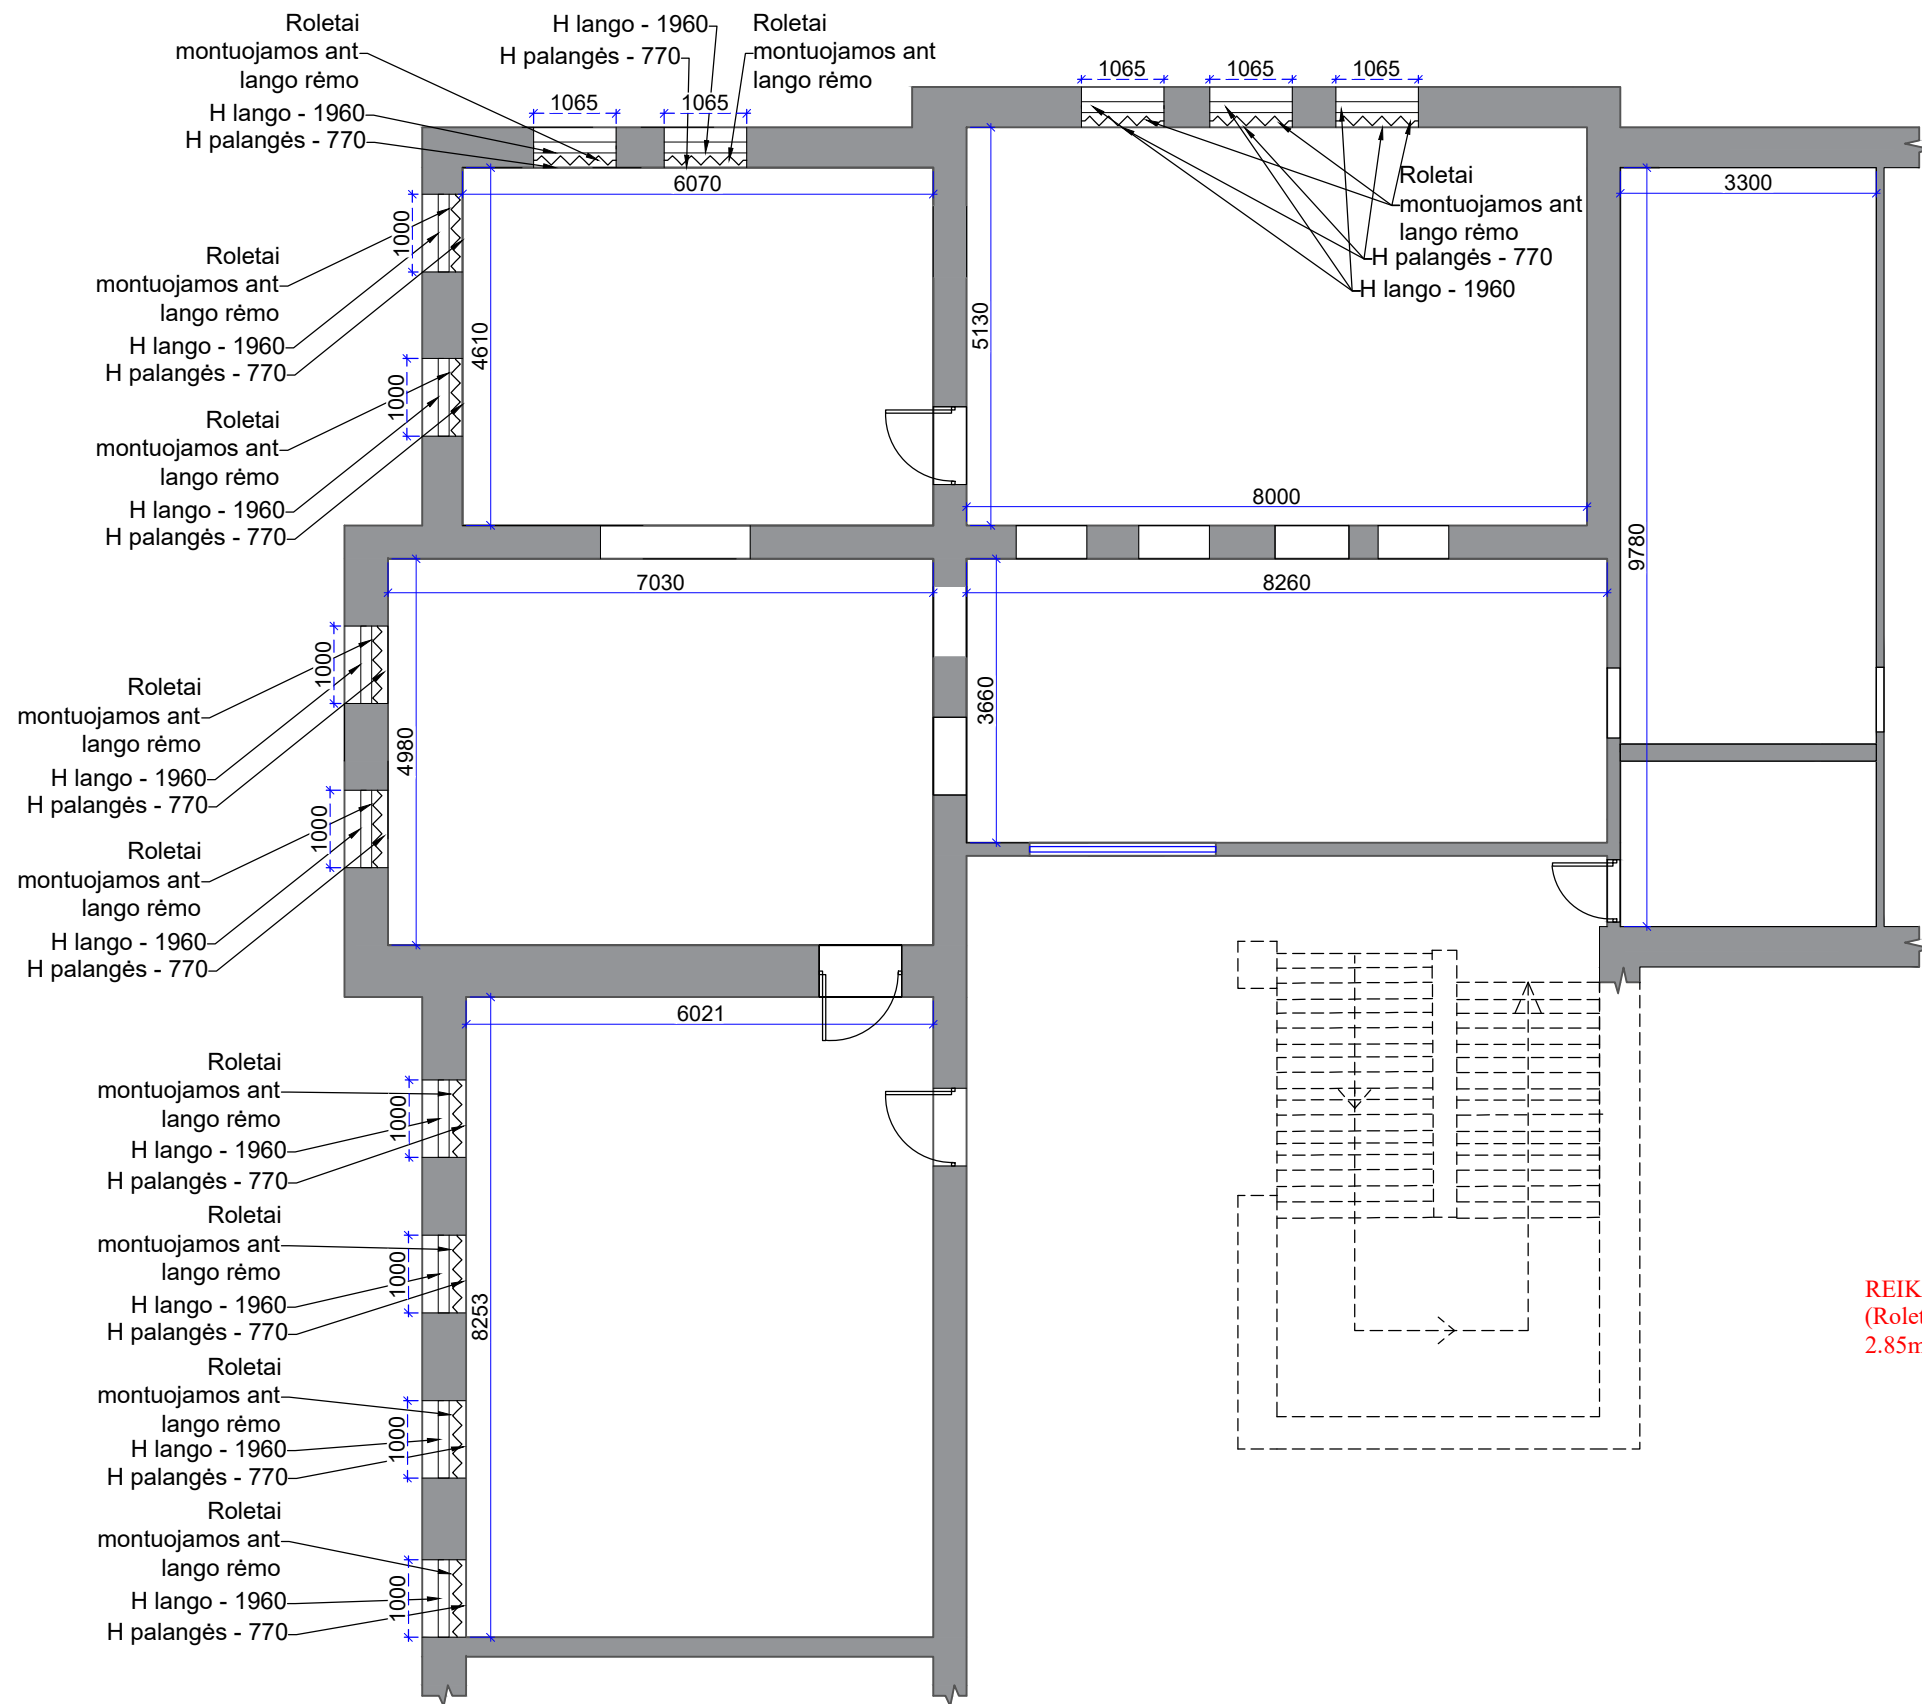 Roletai
montuojamos ant
lango rėmo
H lango - 1960
H palangės - 770
H lango - 1960
H palangės - 770
Roletai
montuojamos ant
lango rėmo
1065
1065
1065
1065
1065
6070
3300
Roletai
montuojamos ant
lango rėmo
H palangės - 770
H lango - 1960
1000
Roletai
montuojamos ant
lango rėmo
H lango - 1960
H palangės - 770
4610
5130
1000
Roletai
montuojamos ant
lango rėmo
H lango - 1960
H palangės - 770
8000
9780
7030
8260
1000
Roletai
montuojamos ant
lango rėmo
H lango - 1960
H palangės - 770
4980
3660
1000
Roletai
montuojamos ant
lango rėmo
H lango - 1960
H palangės - 770
6021
Roletai
montuojamos ant
lango rėmo
H lango - 1960
H palangės - 770
1000
Roletai
montuojamos ant
lango rėmo
H lango - 1960
H palangės - 770
1000
8253
Roletai
montuojamos ant
lango rėmo
H lango - 1960
H palangės - 770
1000
Roletai
montuojamos ant
lango rėmo
H lango - 1960
H palangės - 770
1000
REIK
(Rolet
2.85m